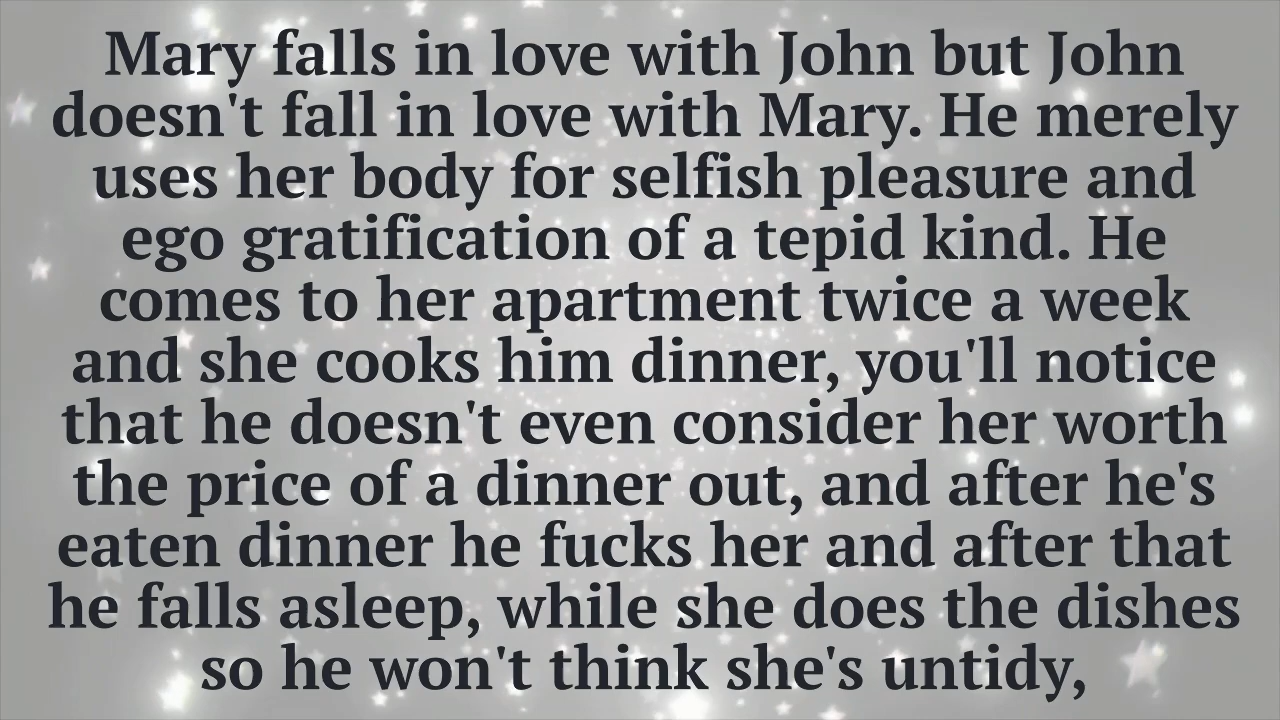 Mary falls in love with John but John
doesn't fall in love with Mary. He merely
uses her body for selfish pleasure and
ego gratification of a tepid kind. He
comes to her apartment twice a week
and she cooks him dinner, you'll notice
that he doesn't even consider her worth
the price of a dinner out, and after he's
eaten dinner he fucks her and after that
he falls asleep, while she does the dishes
so he won't think she's untidy,